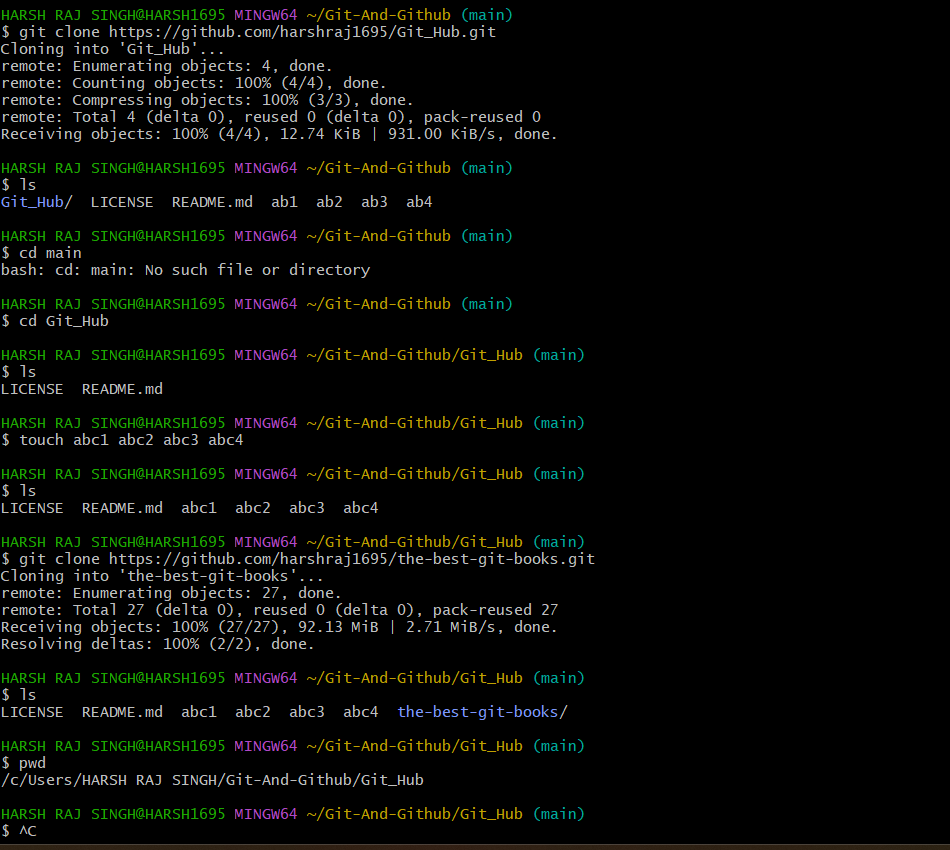 HARSH RAJ SINGH@HARSH1695 MINGW64 ~/Git-And-Github (main)
$ git clone https://github.com/harshraj1695/Git_Hub.git
Cloning into 'Git_Hub'...
remote: Enumerating objects: 4, done.
remote: Counting objects: 100% (4/4), done.
remote: Compressing objects: 100% (3/3), done.
remote: Total 4 (delta 0), reused 0 (delta 0), pack-reused 0
Receiving objects: 100% (4/4), 12.74 KiB | 931.00 KiB/s, done.
HARSH RAJ SINGH@HARSH1695 MINGW64 ~/Git-And-Github (main)
$ ls
Git_Hub/  LICENSE  README.md  ab1  ab2  ab3  ab4
HARSH RAJ SINGH@HARSH1695 MINGW64 ~/Git-And-Github (main)
$ cd main
bash: cd: main: No such file or directory
HARSH RAJ SINGH@HARSH1695 MINGW64 ~/Git-And-Github (main)
$ cd Git_Hub
HARSH RAJ SINGH@HARSH1695 MINGW64 ~/Git-And-Github/Git_Hub (main)
$ ls
LICENSE  README.md
HARSH RAJ SINGH@HARSH1695 MINGW64 ~/Git-And-Github/Git_Hub (main)
$ touch abc1 abc2 abc3 abc4
HARSH RAJ SINGH@HARSH1695 MINGW64 ~/Git-And-Github/Git_Hub (main)
$ ls
LICENSE  README.md  abc1  abc2  abc3  abc4
HARSH RAJ SINGH@HARSH1695 MINGW64 ~/Git-And-Github/Git_Hub (main)
$ git clone https://github.com/harshraj1695/the-best-git-books.git
Cloning into 'the-best-git-books'...
remote: Enumerating objects: 27, done.
remote: Total 27 (delta 0), reused 0 (delta 0), pack-reused 27
Receiving objects: 100% (27/27), 92.13 MiB | 2.71 MiB/s, done.
Resolving deltas: 100% (2/2), done.
HARSH RAJ SINGH@HARSH1695 MINGW64 ~/Git-And-Github/Git_Hub (main)
$ ls
LICENSE  README.md  abc1  abc2  abc3  abc4  the-best-git-books/
HARSH RAJ SINGH@HARSH1695 MINGW64 ~/Git-And-Github/Git_Hub (main)
$ pwd
/c/Users/HARSH RAJ SINGH/Git-And-Github/Git_Hub
HARSH RAJ SINGH@HARSH1695 MINGW64 ~/Git-And-Github/Git_Hub (main)
$ ^C